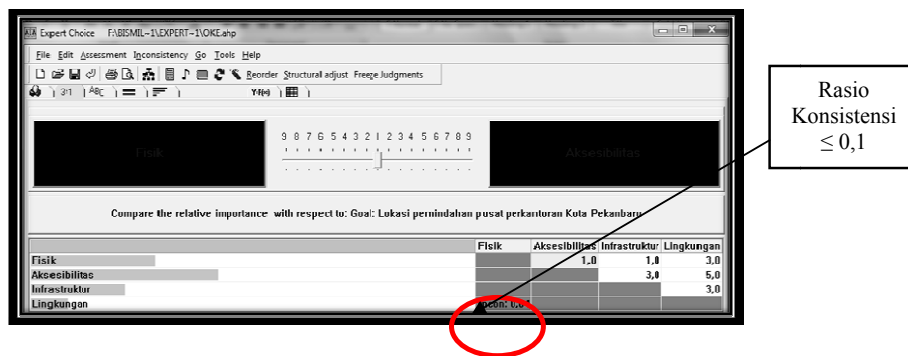 Expert Choice F:\BISMIL~1\EXPERT~1\OKE.ahp
File Edit Assessment Inconsistency Go Tools Help
Reorder Structural adjust Freeze Judgments
3:1 ABC Y=f(x)
Fisik
9 8 7 6 5 4 3 2 1 2 3 4 5 6 7 8 9
Aksesibilitas
Compare the relative importance with respect to: Goal: Lokasi pemindahan pusat perkantoran Kota Pekanbaru
Fisik Aksesibilitas Infrastruktur Lingkungan
Fisik 1,0 1,0 3,0
Aksesibilitas 3,0 5,0
Infrastruktur 3,0
Lingkungan Incon:
Rasio
Konsistensi
≤ 0,1